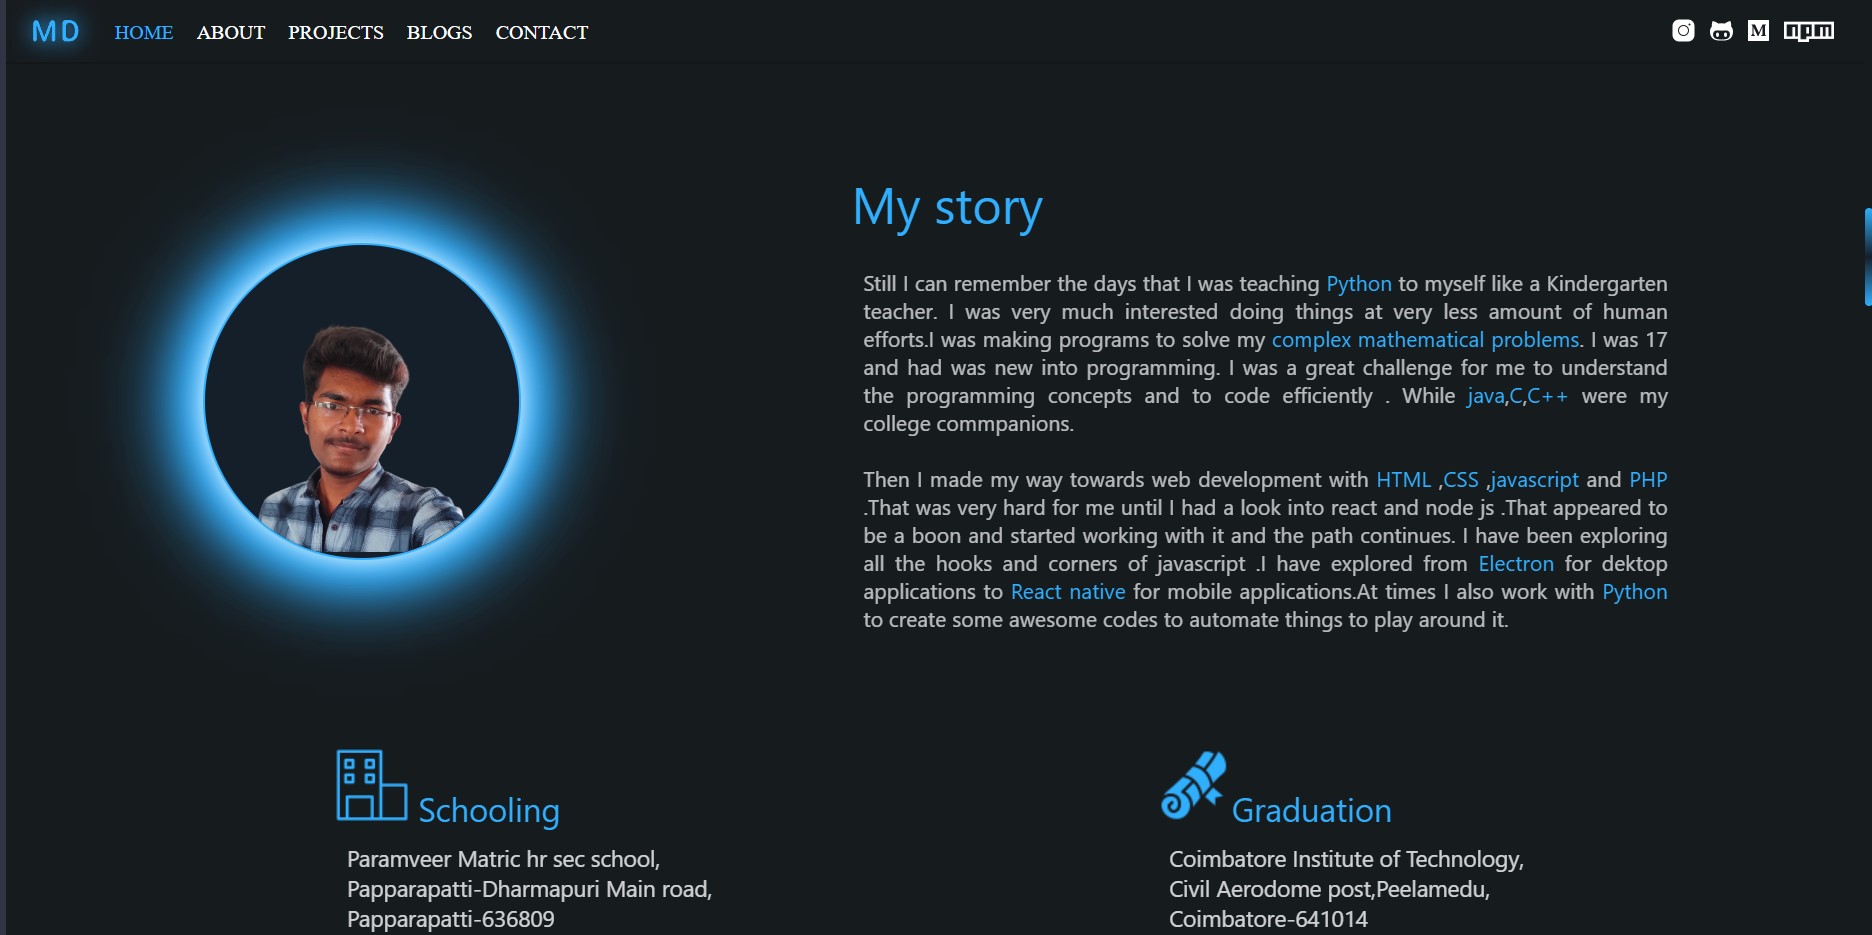 MD HOME ABOUT PROJECTS BLOGS CONTACT M npm
My story
Still I can remember the days that I was teaching Python to myself like a Kindergarten
teacher. I was very much interested doing things at very less amount of human
efforts.I was making programs to solve my complex mathematical problems. I was 17
and had was new into programming. I was a great challenge for me to understand
the programming concepts and to code efficiently . While java,C,C++ were my
college commpanions.
Then I made my way towards web development with HTML ,CSS ,javascript and PHP
.That was very hard for me until I had a look into react and node js .That appeared to
be a boon and started working with it and the path continues. I have been exploring
all the hooks and corners of javascript .I have explored from Electron for dektop
applications to React native for mobile applications.At times I also work with Python
to create some awesome codes to automate things to play around it.
Schooling
Paramveer Matric hr sec school,
Papparapatti-Dharmapuri Main road,
Papparapatti-636809
Graduation
Coimbatore Institute of Technology,
Civil Aerodome post,Peelamedu,
Coimbatore-641014